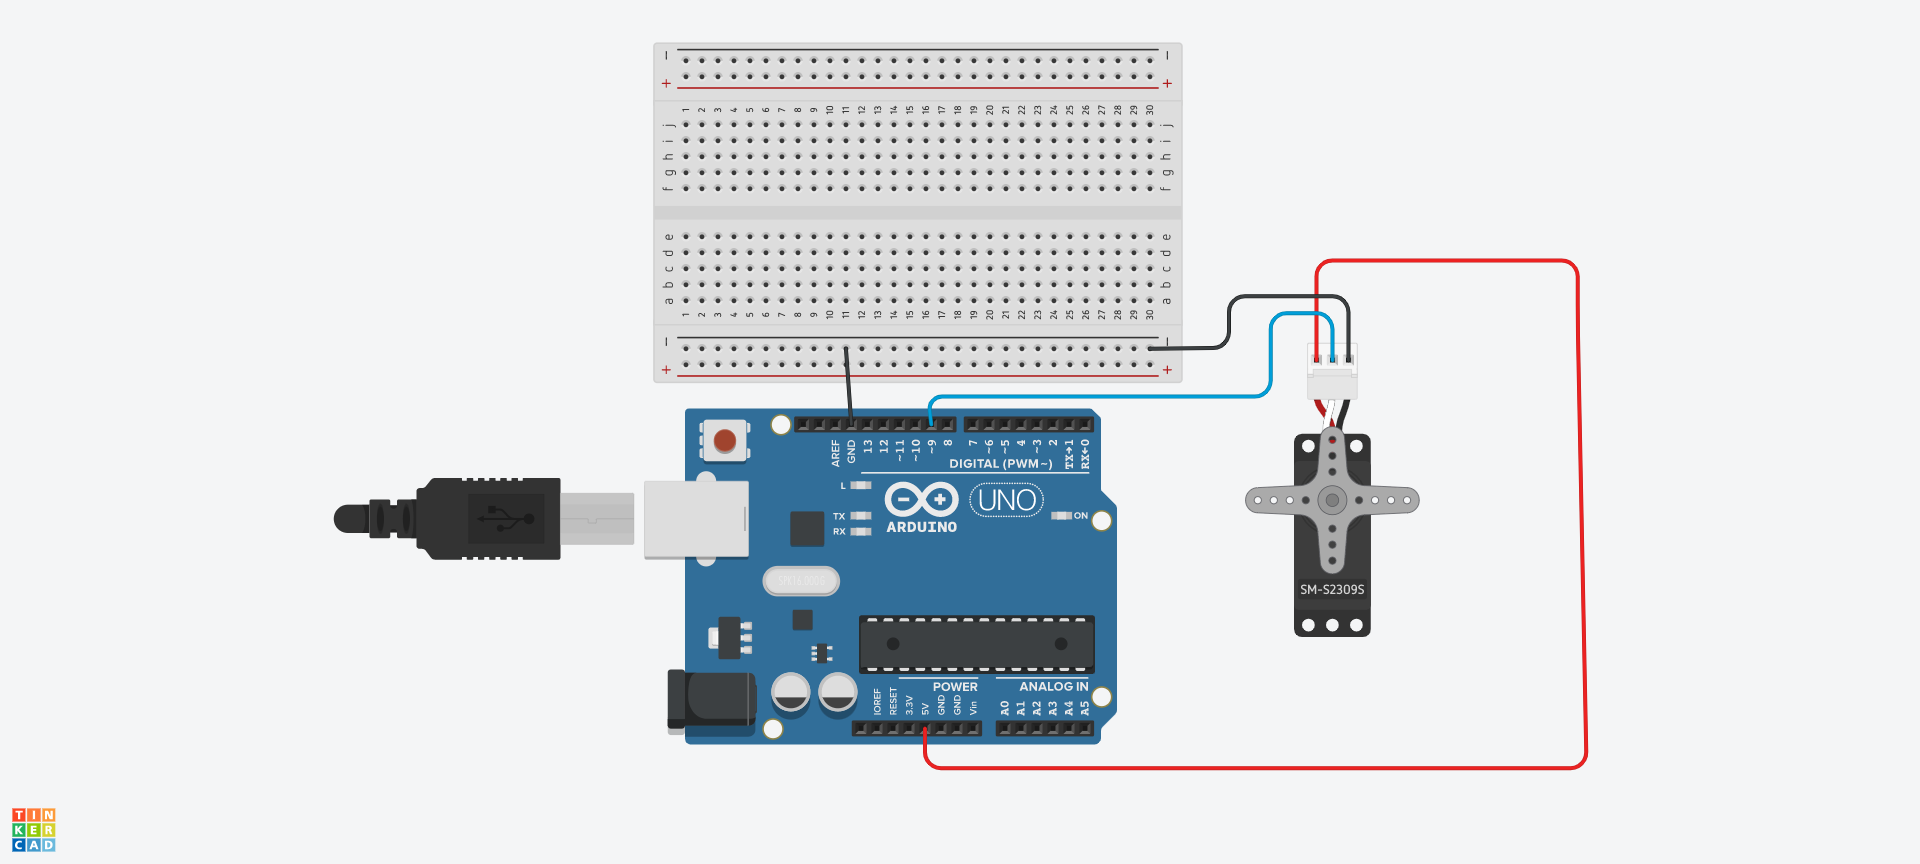 − −
+ +
1 2 3 4 5 6 7 8 9 10 11 12 13 14 15 16 17 18 19 20 21 22 23 24 25 26 27 28 29 30
j j
i i
h h
g g
f f
e e
d d
c c
b b
a a
1 2 3 4 5 6 7 8 9 10 11 12 13 14 15 16 17 18 19 20 21 22 23 24 25 26 27 28 29 30
− −
+ +
AREF GND 13 12 ~11 ~10 ~9 8 7 ~6 ~5 4 ~3 2 TX→1 RX←0
DIGITAL (PWM~)
L
UNO
TX
ON
ARDUINO
RX
SPK16.000G
SM-S2309S
POWER
ANALOG IN
IOREF RESET 3.3V 5V GND GND Vin A0 A1 A2 A3 A4 A5
TIN
KER
CAD